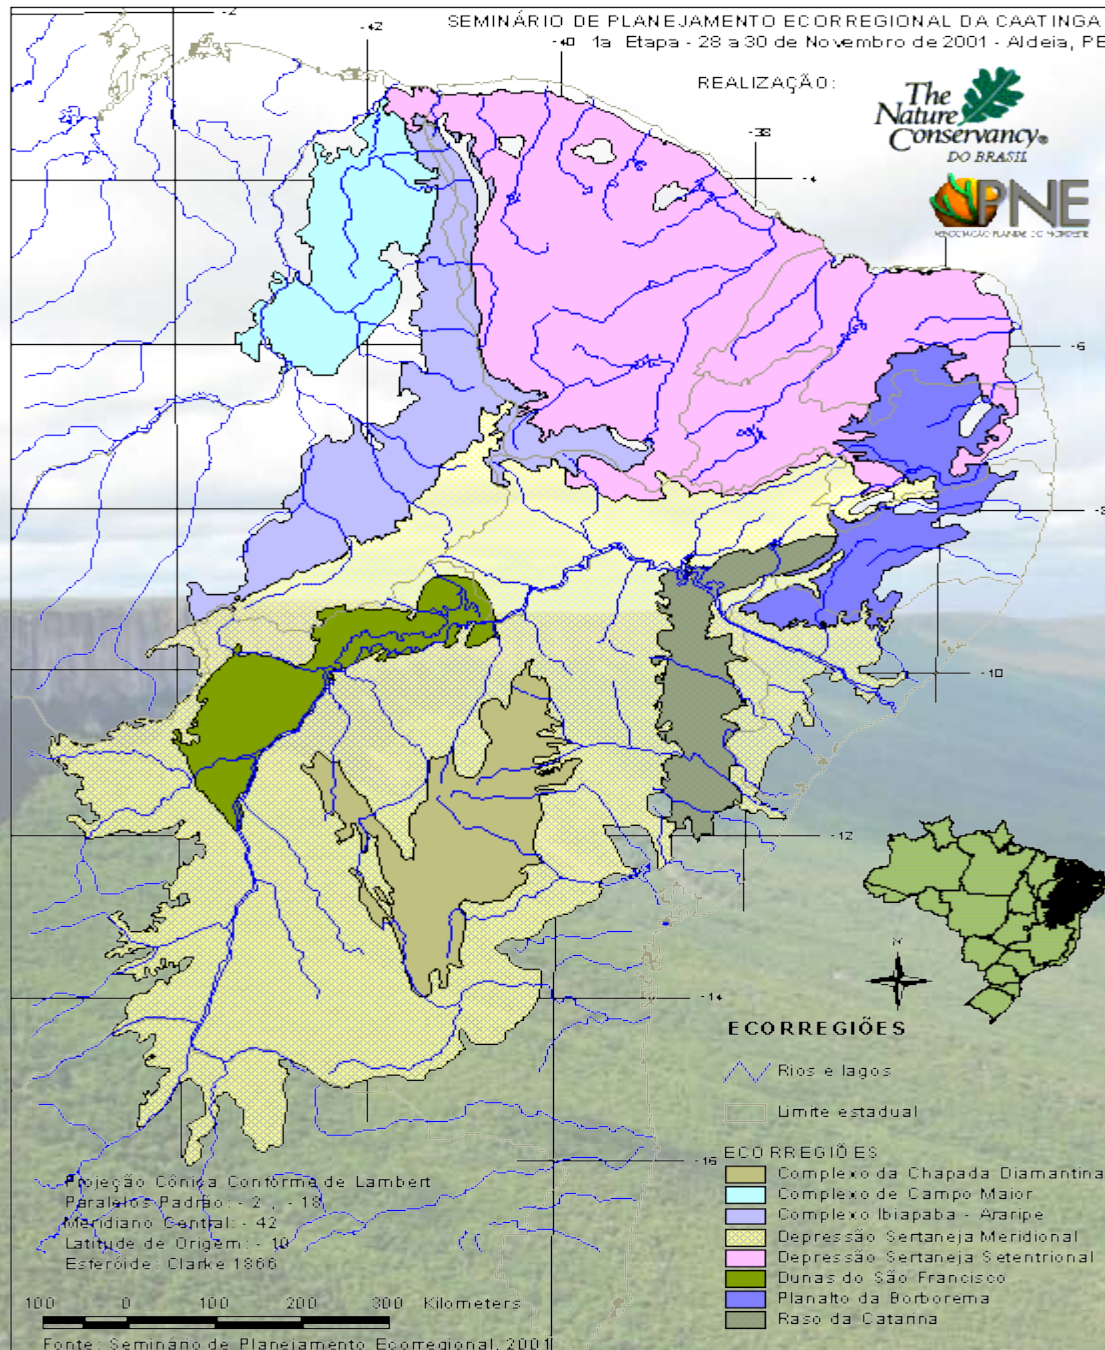 SEMINÁRIO DE PLANEJAMENTO ECORREGIONAL DA CAATINGA
1a Etapa - 28 a 30 de Novembro de 2001 - Aldeia, PE
REALIZAÇÃO:
The
Nature
Conservancy®
DO BRASIL
PNE
ASSOCIAÇÃO PLANTAS DO NORDESTE
-2
-42
-40
-38
-4
-6
-8
-10
-12
-14
-16
N
ECORREGIÕES
Rios e lagos
Limite estadual
ECORREGIÕES
Complexo da Chapada Diamantina
Complexo de Campo Maior
Complexo Ibiapaba - Araripe
Depressão Sertaneja Meridional
Depressão Sertaneja Setentrional
Dunas do São Francisco
Planalto da Borborema
Raso da Catarina
Projeção Cônica Conforme de Lambert
Paralelos Padrão: - 2 , - 18
Meridiano Central: - 42
Latitude de Origem: - 10
Esferóide: Clarke 1866
100 0 100 200 300 Kilometers
Fonte: Seminário de Planejamento Ecorregional, 2001